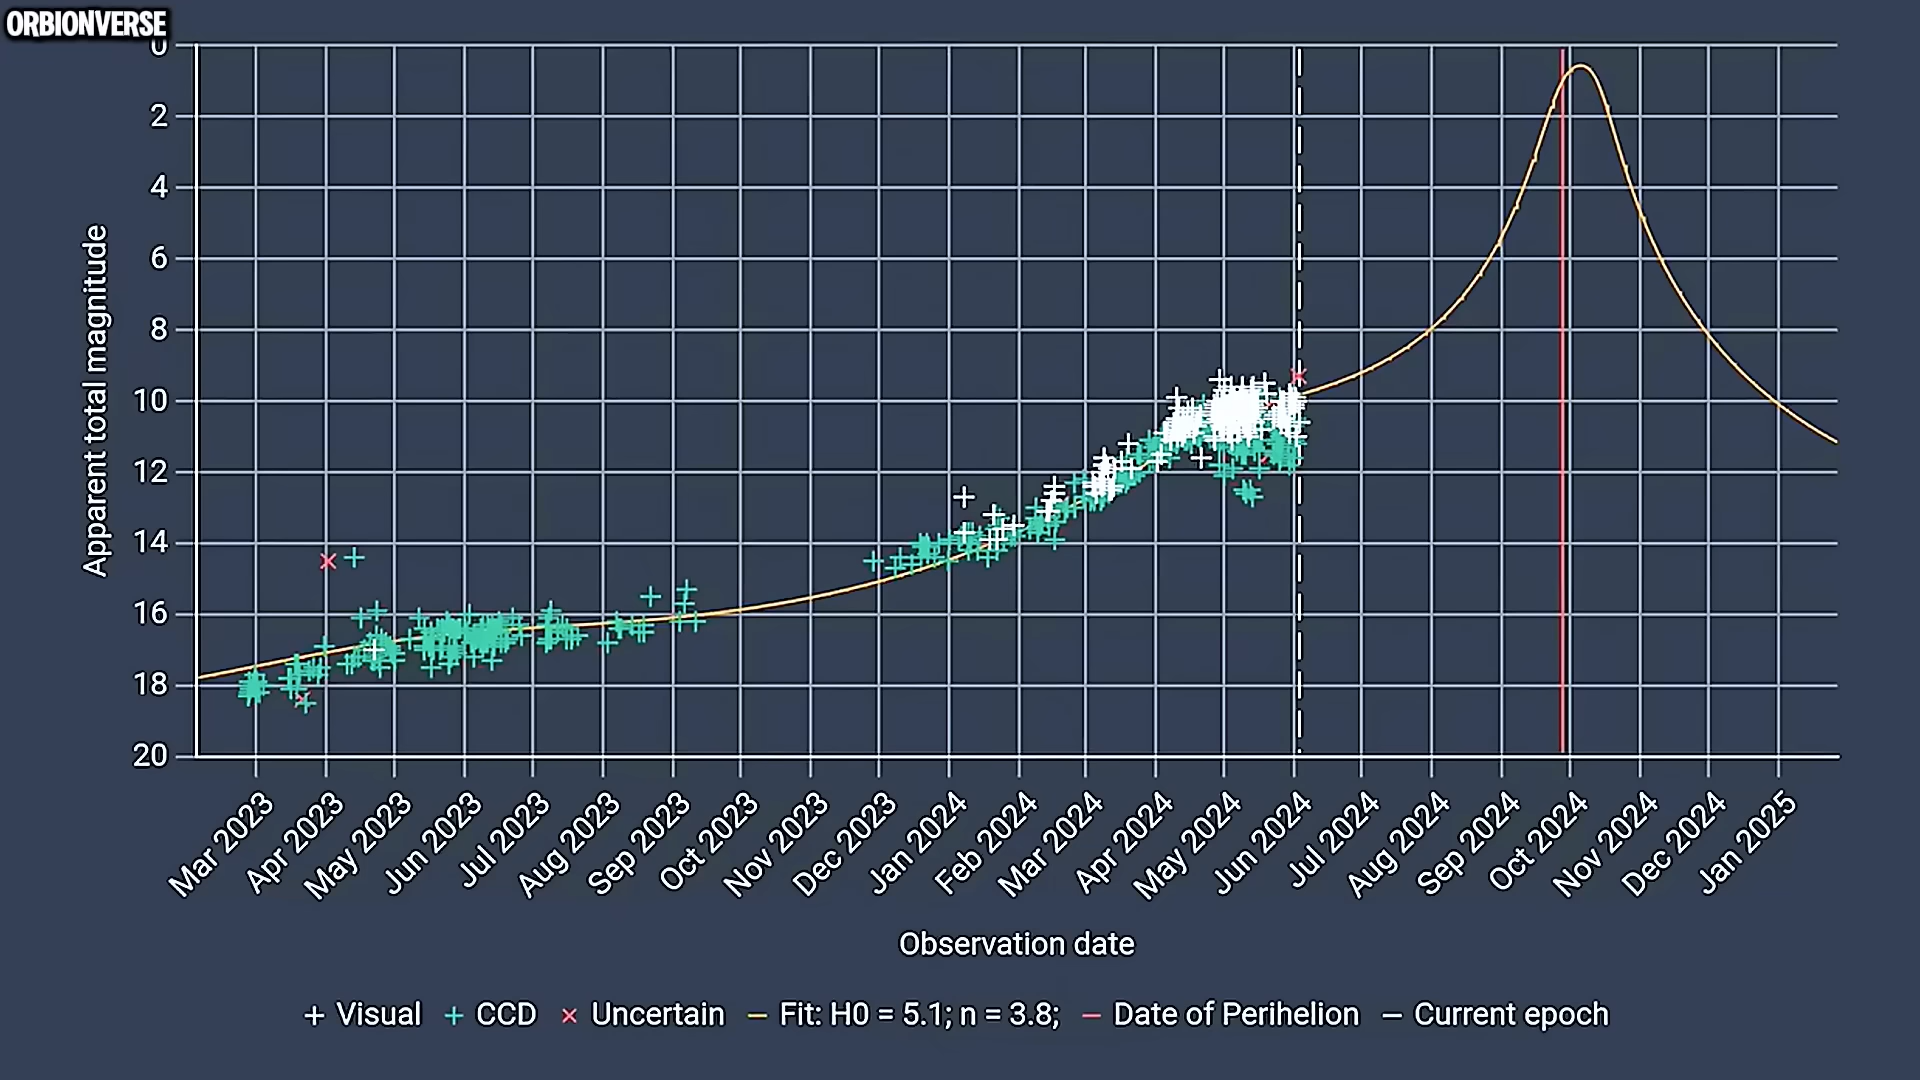 ORBIONVERSE
0
2
4
6
8
10
12
14
16
18
20
Apparent total magnitude
Mar 2023
Apr 2023
May 2023
Jun 2023
Jul 2023
Aug 2023
Sep 2023
Oct 2023
Nov 2023
Dec 2023
Jan 2024
Feb 2024
Mar 2024
Apr 2024
May 2024
Jun 2024
Jul 2024
Aug 2024
Sep 2024
Oct 2024
Nov 2024
Dec 2024
Jan 2025
Observation date
Visual CCD Uncertain Fit: H0 = 5.1; n = 3.8; Date of Perihelion Current epoch